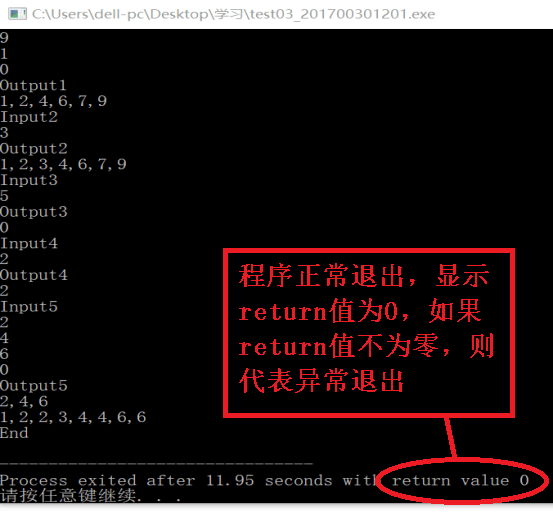 C:\Users\dell-pc\Desktop\学习\test03_201700301201.exe
9
1
0
Output1
1,2,4,6,7,9
Input2
3
Output2
1,2,3,4,6,7,9
Input3
5
Output3
0
Input4
2
Output4
2
Input5
2
4
6
0
Output5
2,4,6
1,2,2,3,4,4,6,6
End
--------------------------------
Process exited after 11.95 seconds with return value 0
请按任意键继续. . .
程序正常退出，显示
return值为0，如果
return值不为零，则
代表异常退出